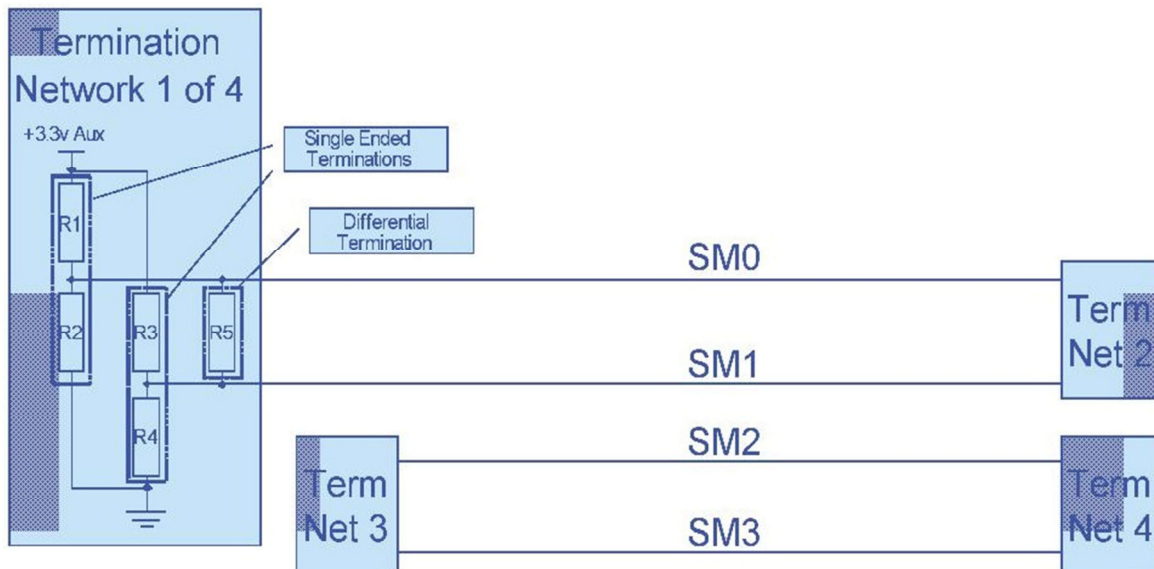 Termination
Network 1 of 4
+3.3v Aux
Single Ended
Terminations
R1
Differential
Termination
SM0
R2
R3
R5
Term
Net 2
SM1
R4
SM2
Term
Net 3
Term
Net 4
SM3